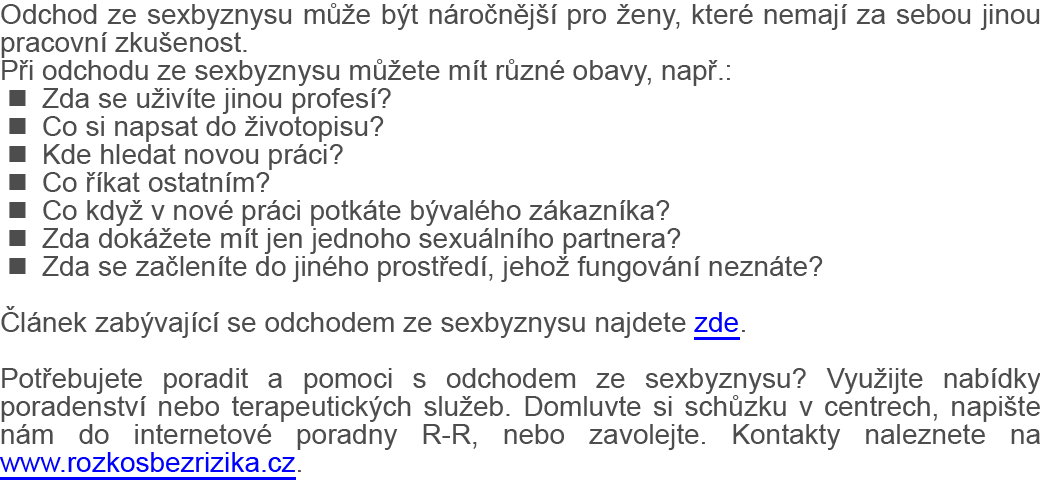 Odchod ze sexbyznysu může být náročnější pro ženy, které nemají za sebou jinou
pracovní zkušenost.
Při odchodu ze sexbyznysu můžete mít různé obavy, např.:
■ Zda se uživíte jinou profesí?
■ Co si napsat do životopisu?
■ Kde hledat novou práci?
■ Co říkat ostatním?
■ Co když v nové práci potkáte bývalého zákazníka?
■ Zda dokážete mít jen jednoho sexuálního partnera?
■ Zda se začleníte do jiného prostředí, jehož fungování neznáte?
Článek zabývající se odchodem ze sexbyznysu najdete zde.
Potřebujete poradit a pomoci s odchodem ze sexbyznysu? Využijte nabídky
poradenství nebo terapeutických služeb. Domluvte si schůzku v centrech, napište
nám do internetové poradny R-R, nebo zavolejte. Kontakty naleznete na
www.rozkosbezrizika.cz.